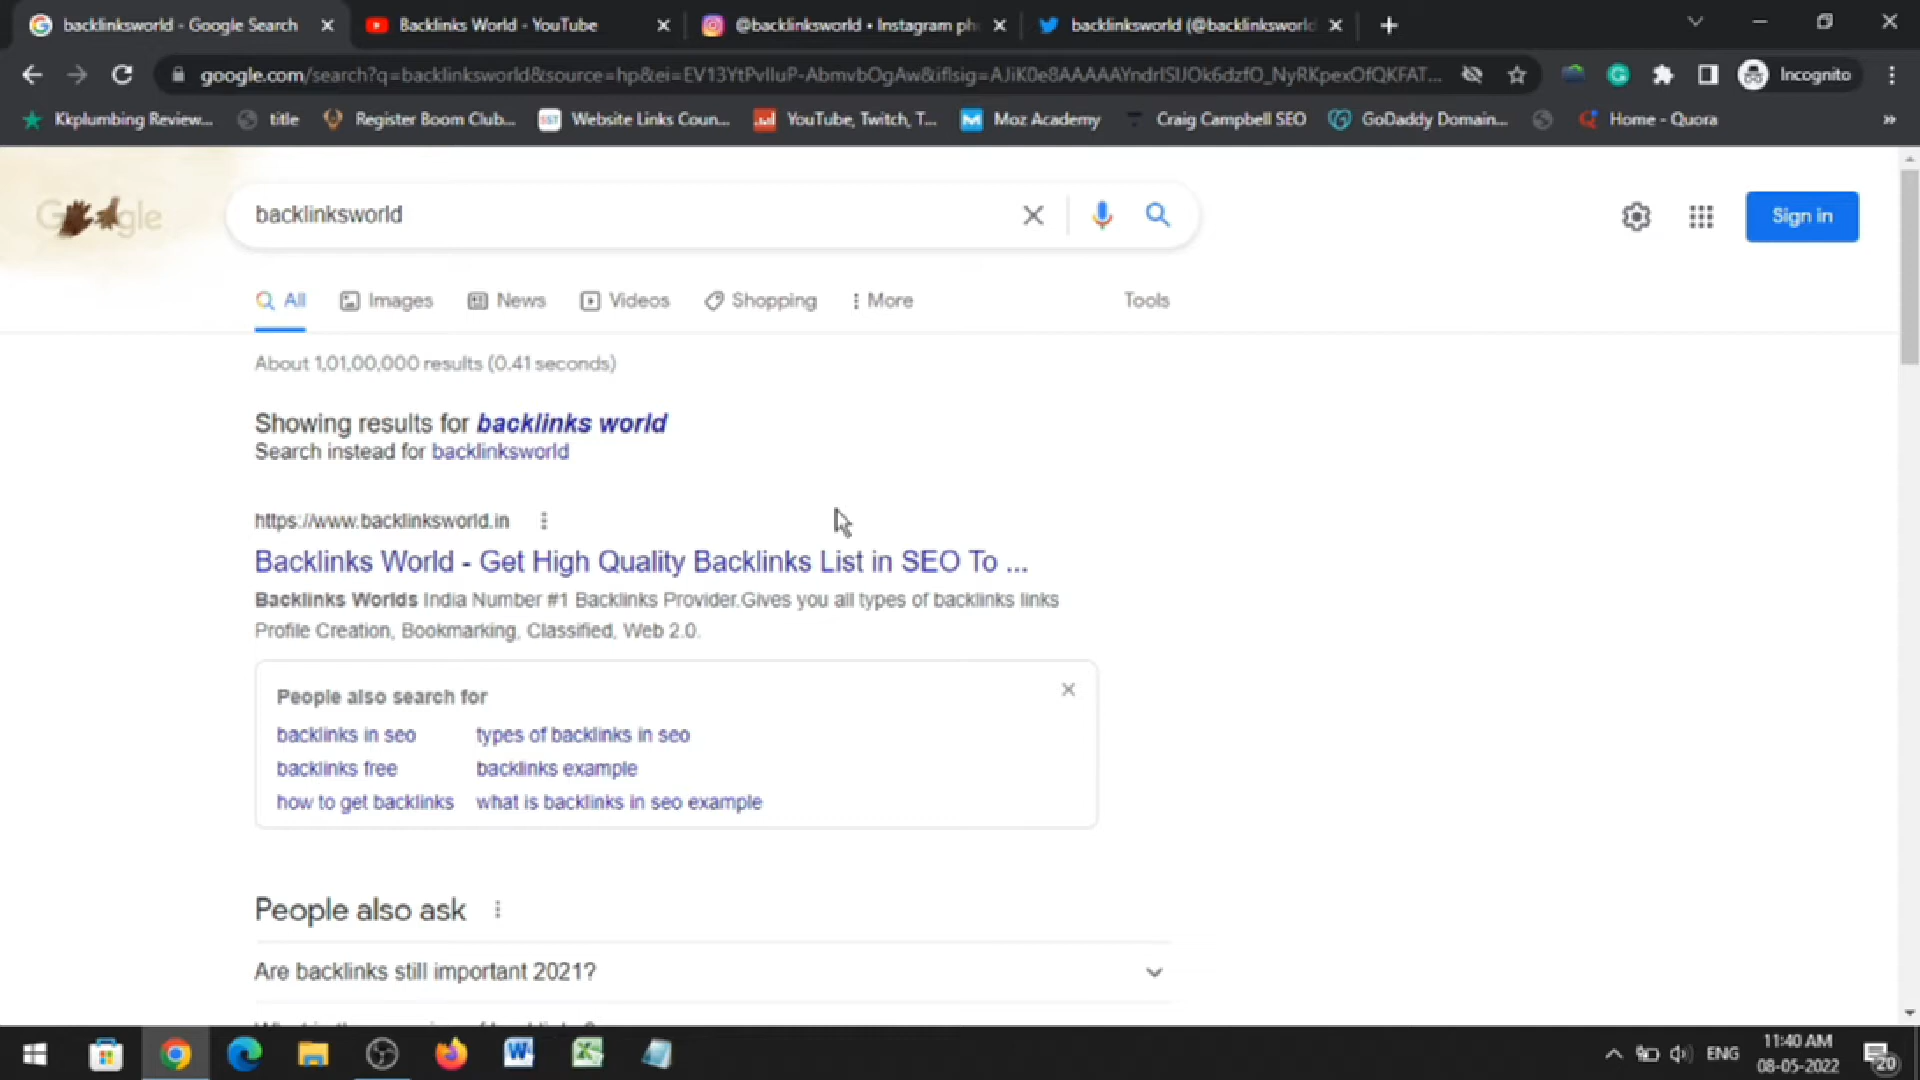 backlinksworld - Google Search
Backlinks World - YouTube
@backlinksworld • Instagram ph
backlinksworld (@backlinksworld
google.com/search?q=backlinksworld&source=hp&ei=
Incognito
Kkplumbing Review...
title
Register Boom Club...
Website Links Coun...
YouTube, Twitch, T...
Moz Academy
Craig Campbell SEO
GoDaddy Domain...
Home - Quora
Google
backlinksworld
Sign in
All
Images
News
Videos
Shopping
More
Tools
About 1,01,00,000 results (0.41 seconds)
Showing results for backlinks world
Search instead for backlinksworld
https://www.backlinksworld.in
Backlinks World - Get High Quality Backlinks List in SEO To ...
Backlinks Worlds India Number #1 Backlinks Provider.Gives you all types of backlinks links
Profile Creation, Bookmarking, Classified, Web 2.0.
People also search for
backlinks in seo
types of backlinks in seo
backlinks free
backlinks example
how to get backlinks
what is backlinks in seo example
People also ask
Are backlinks still important 2021?
ENG
11:40 AM
08-05-2022
20